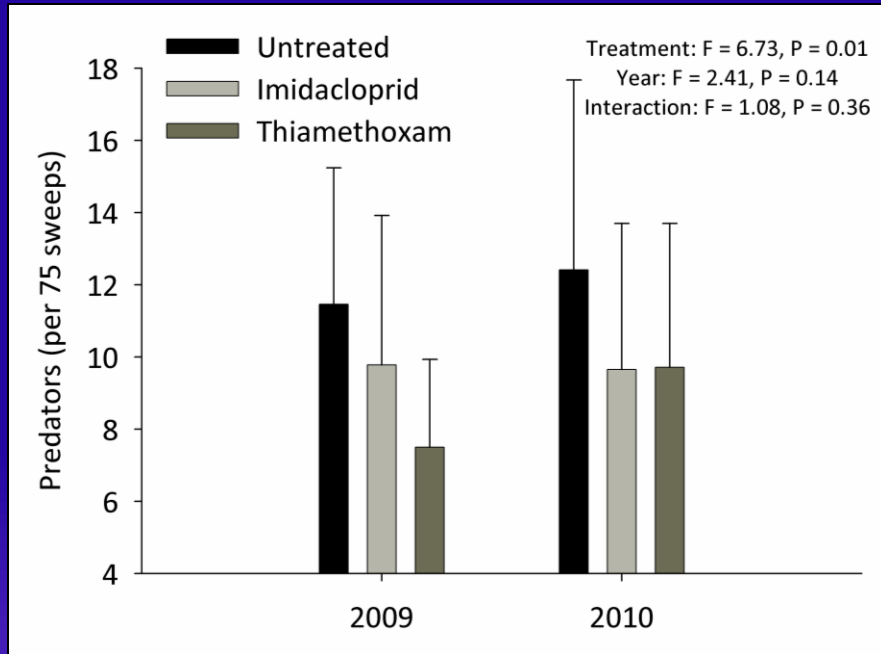 Untreated
Imidacloprid
Thiamethoxam
Treatment: F = 6.73, P = 0.01
Year: F = 2.41, P = 0.14
Interaction: F = 1.08, P = 0.36
Predators (per 75 sweeps)
18
16
14
12
10
8
6
4
2009
2010